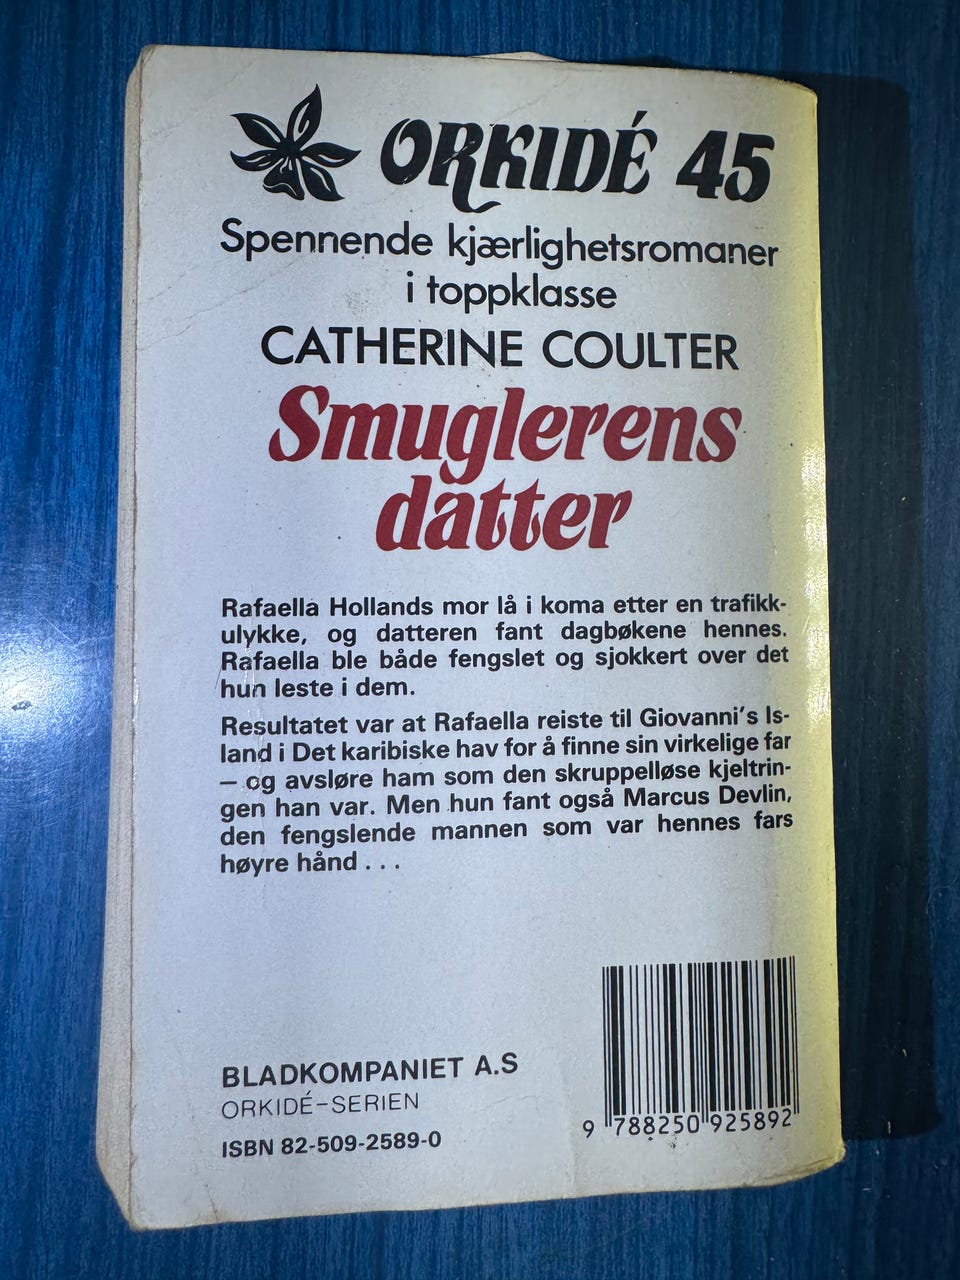 ORKIDÉ 45
Spennende kjærlighetsromaner
i toppklasse
CATHERINE COULTER
Smuglerens
datter
Rafaella Hollands mor lå i koma etter en trafikk-
ulykke, og datteren fant dagbøkene hennes.
Rafaella ble både fengslet og sjokkert over det
hun leste i dem.
Resultatet var at Rafaella reiste til Giovanni's Is-
land i Det karibiske hav for å finne sin virkelige far
— og avsløre ham som den skruppelløse kjeltrin-
gen han var. Men hun fant også Marcus Devlin,
den fengslende mannen som var hennes fars
høyre hånd . . .
BLADKOMPANIET A.S
ORKIDÉ-SERIEN
ISBN 82-509-2589-0
9 788250 925892